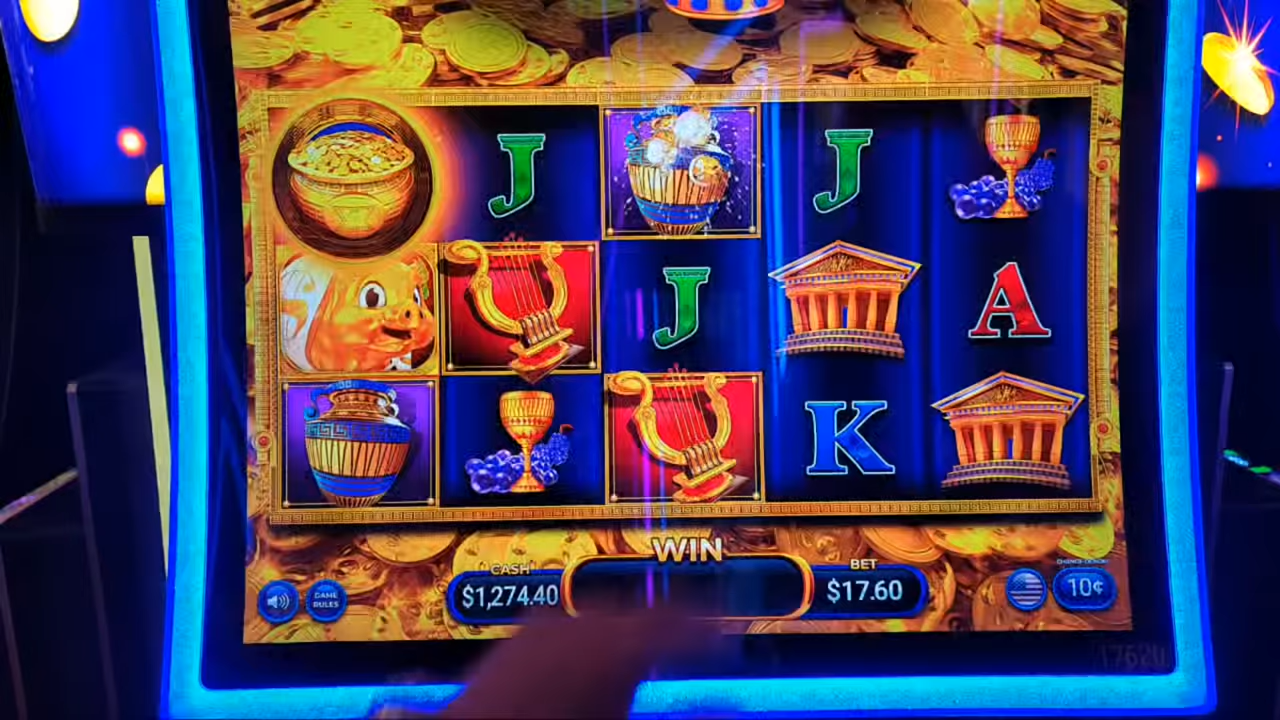 J J
J A
K
WIN
CASH BET
$1,274.40 $17.60
GAME RULES 10¢